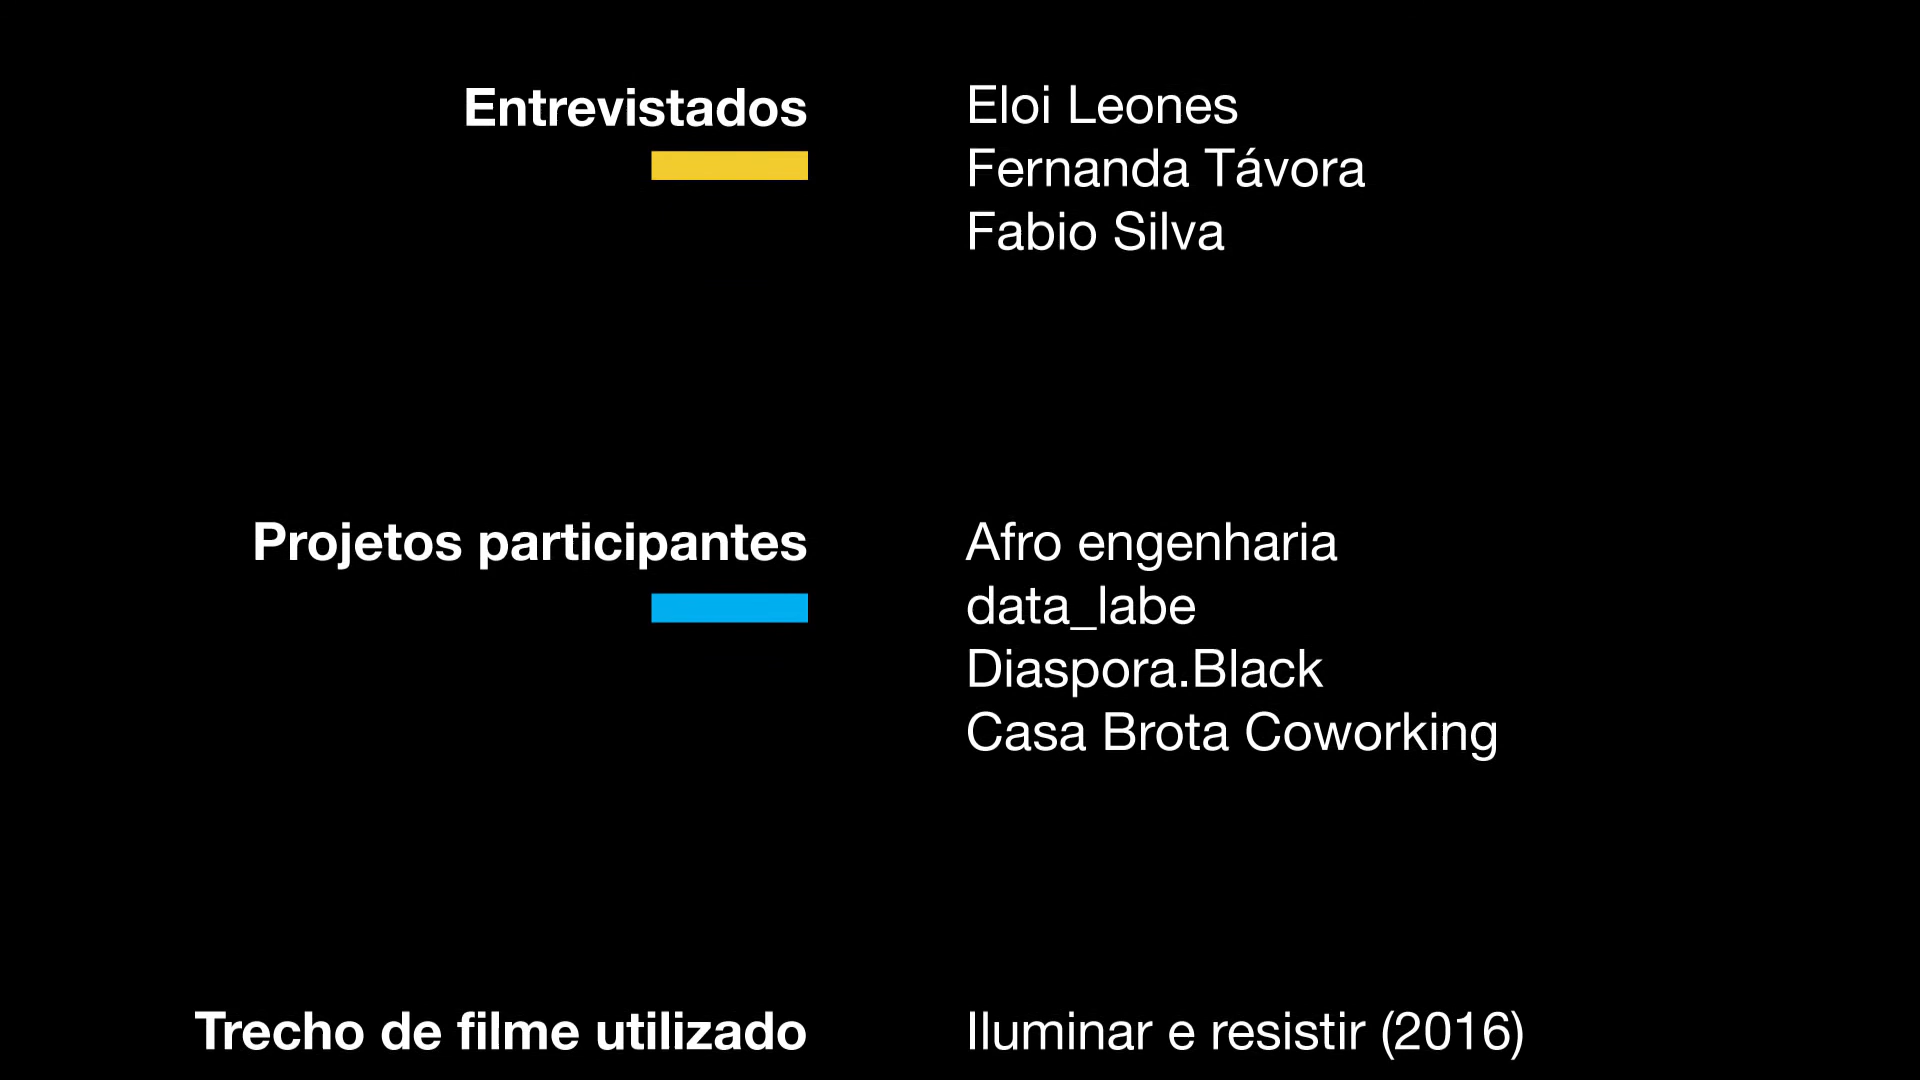 Entrevistados
Eloi Leones
Fernanda Távora
Fabio Silva
Projetos participantes
Afro engenharia
data_labe
Diaspora.Black
Casa Brota Coworking
Trecho de filme utilizado
Iluminar e resistir (2016)